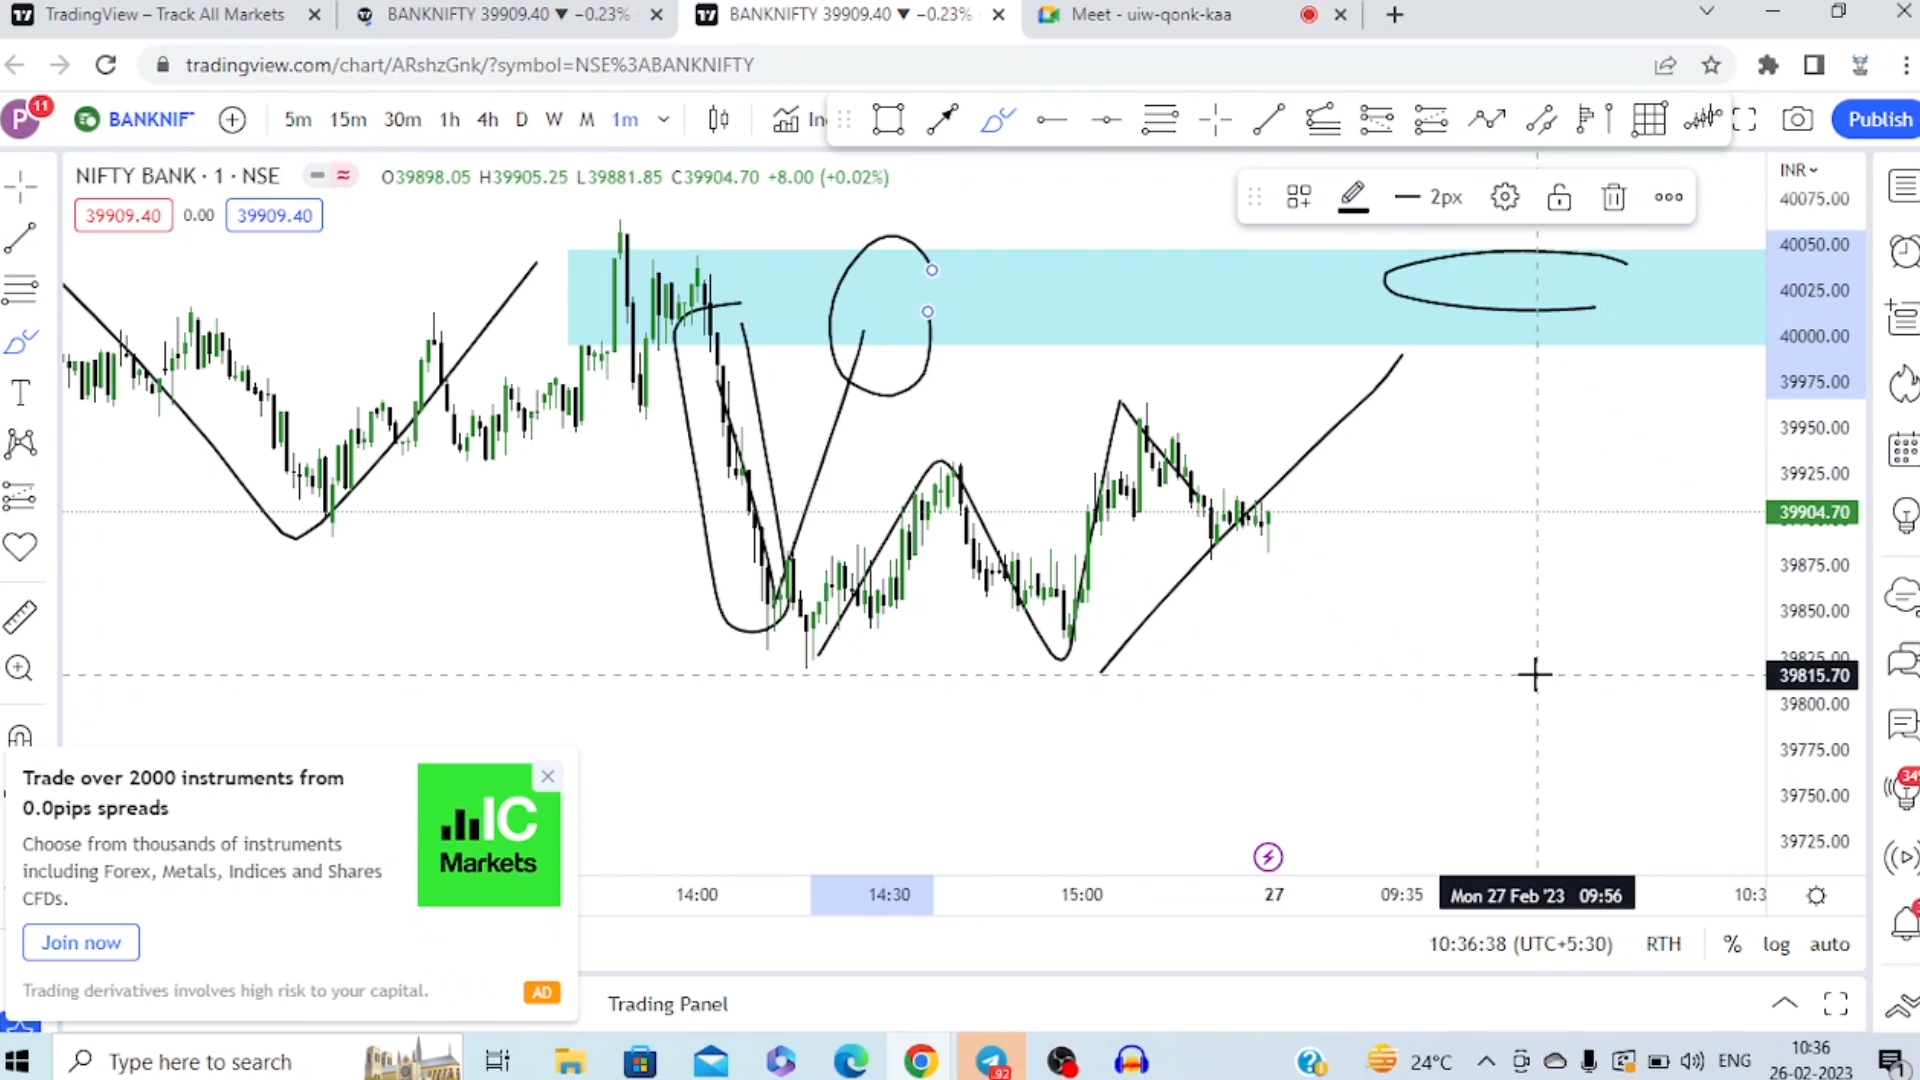 TradingView – Track All Markets
BANKNIFTY 39909.40 ▼ −0.23%
BANKNIFTY 39909.40 ▼ −0.23%
Meet - uiw-qonk-kaa
tradingview.com/chart/ARshzGnk/?symbol=NSE%3ABANKNIFTY
P 11
BANKNIF
5m 15m 30m 1h 4h D W M 1m
Publish
NIFTY BANK · 1 · NSE
O39898.05 H39905.25 L39881.85 C39904.70 +8.00 (+0.02%)
39909.40 0.00 39909.40
2px
INR
40075.00
40050.00
40025.00
40000.00
39975.00
39950.00
39925.00
39904.70
39875.00
39850.00
39825.00
39815.70
39800.00
39775.00
39750.00
39725.00
Trade over 2000 instruments from
0.0pips spreads
Choose from thousands of instruments
including Forex, Metals, Indices and Shares
CFDs.
IC
Markets
Join now
Trading derivatives involves high risk to your capital.
AD
14:00 14:30 15:00 27 09:35 Mon 27 Feb '23 09:56 10:3
10:36:38 (UTC+5:30) RTH % log auto
Trading Panel
Type here to search
24°C ENG
10:36
26-02-2023